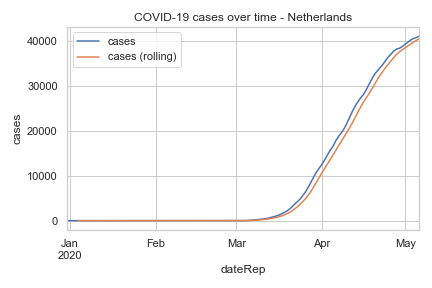 COVID-19 cases over time - Netherlands
cases
cases (rolling)
40000
30000
20000
10000
0
cases
Jan Feb Mar Apr May
2020
dateRep